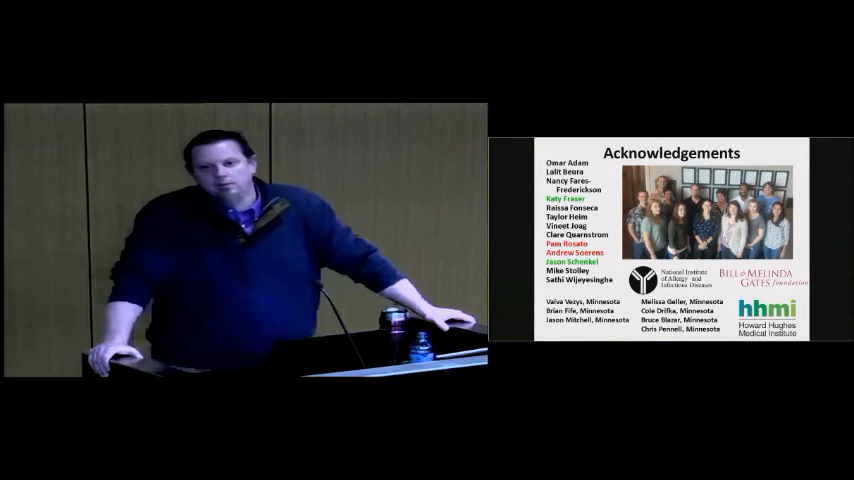 Acknowledgements
Omar Adam
Lalit Beura
Nancy Fares-
Frederickson
Katy Fraser
Raissa Fonseca
Taylor Heim
Vineet Joag
Clare Quarnstrom
Pam Rosato
Andrew Soerens
Jason Schenkel
Mike Stolley
Sathi Wijeyesinghe
National Institute
of Allergy and
Infectious Diseases
BILL & MELINDA
GATES foundation
Vaiva Vezys, Minnesota
Brian Fife, Minnesota
Jason Mitchell, Minnesota
Melissa Geller, Minnesota
Cole Drifka, Minnesota
Bruce Blazar, Minnesota
Chris Pennell, Minnesota
hhmi
Howard Hughes
Medical Institute